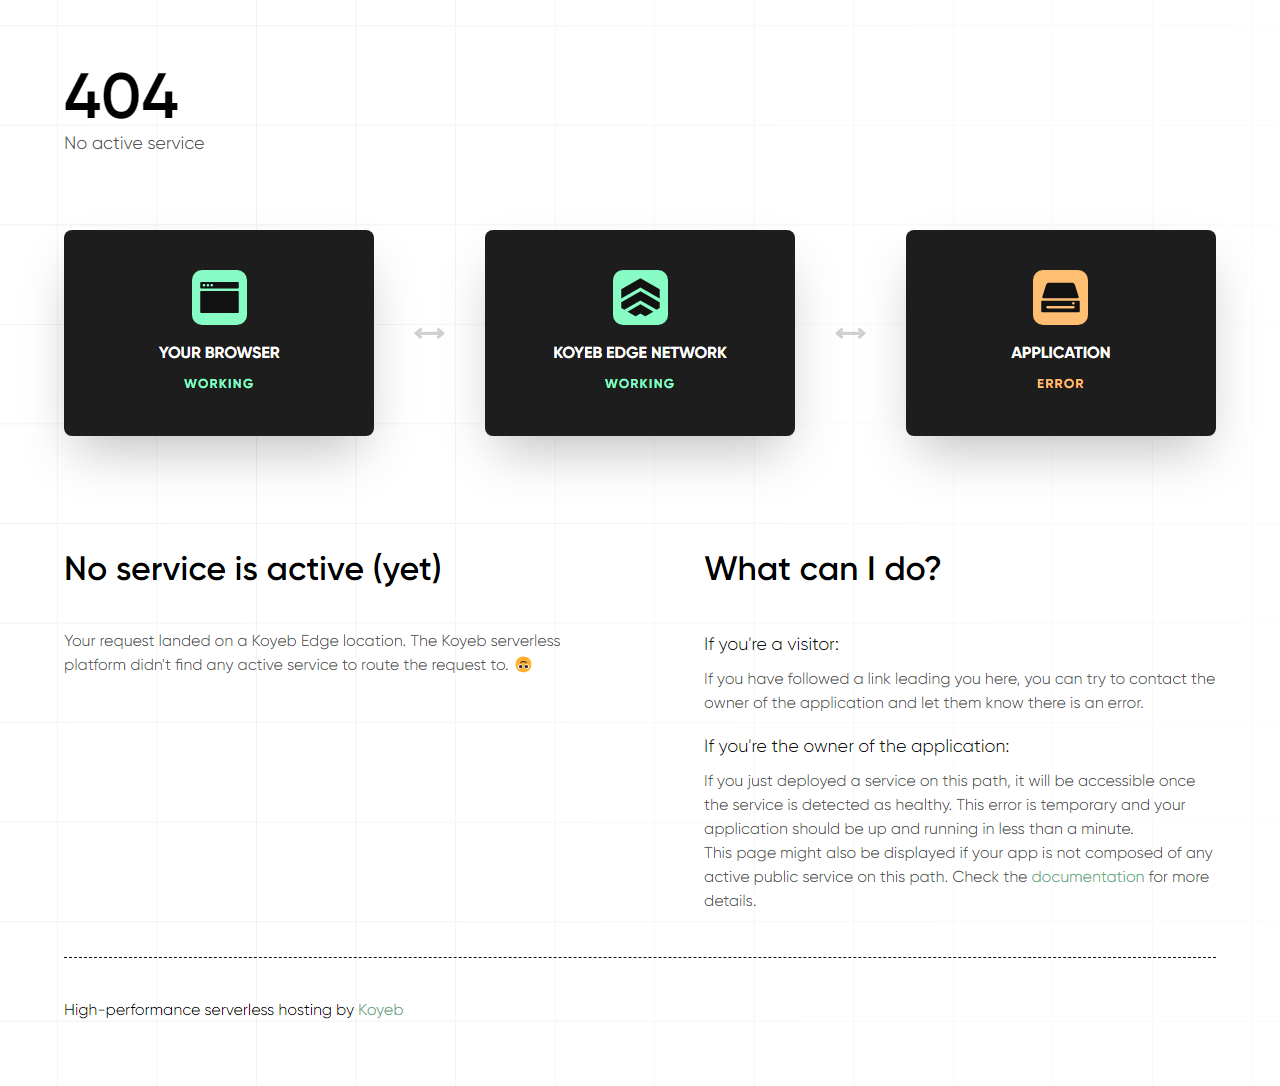 404
No active service
YOUR BROWSER
WORKING
KOYEB EDGE NETWORK
WORKING
APPLICATION
ERROR
No service is active (yet)
Your request landed on a Koyeb Edge location. The Koyeb serverless
platform didn't find any active service to route the request to. 🙃
What can I do?
If you're a visitor:
If you have followed a link leading you here, you can try to contact the
owner of the application and let them know there is an error.
If you're the owner of the application:
If you just deployed a service on this path, it will be accessible once
the service is detected as healthy. This error is temporary and your
application should be up and running in less than a minute.
This page might also be displayed if your app is not composed of any
active public service on this path. Check the documentation for more
details.
High-performance serverless hosting by Koyeb